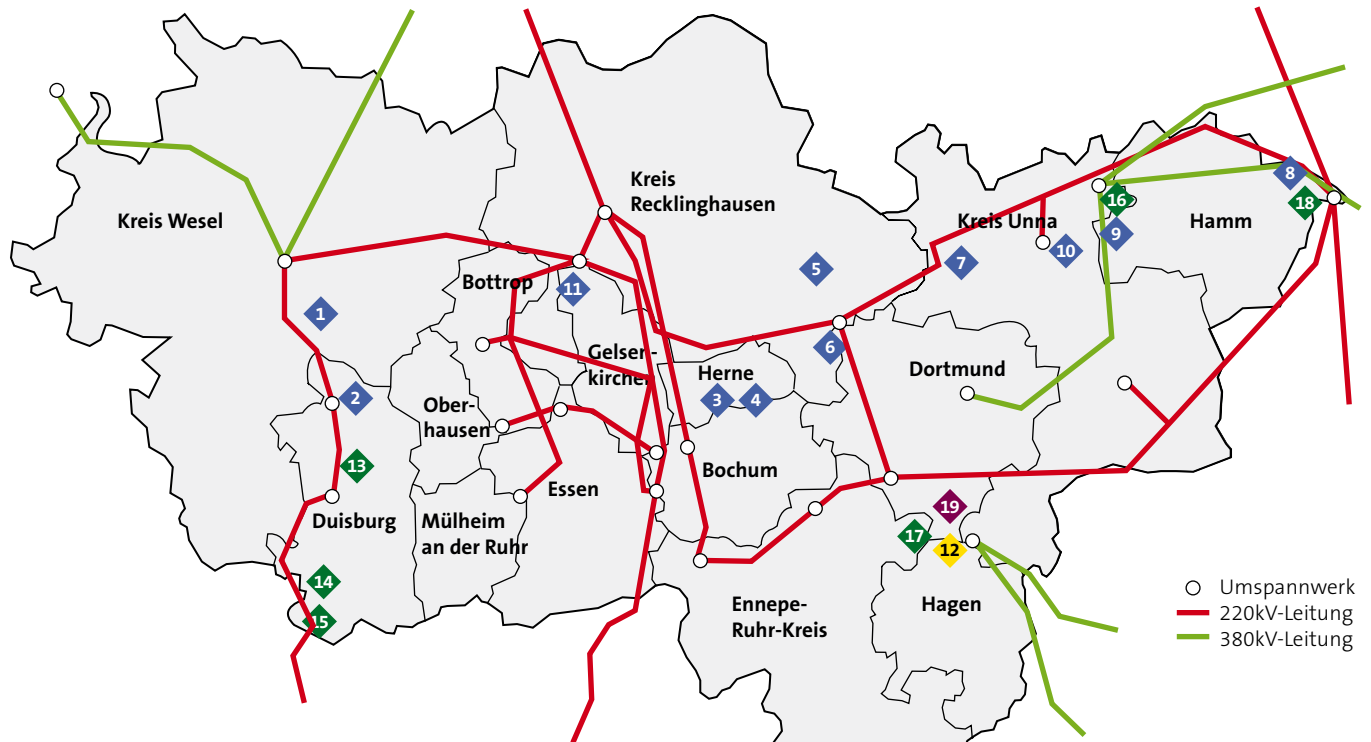 Kreis Wesel
Kreis
Recklinghausen
Kreis Unna
Hamm
Bottrop
Gelsen-
kirchen
Herne
Dortmund
Ober-
hausen
Bochum
Essen
Duisburg
Mülheim
an der Ruhr
Ennepe-
Ruhr-Kreis
Hagen
1
2
3
4
5
6
7
8
9
10
11
12
13
14
15
16
17
18
19
Umspannwerk
220kV-Leitung
380kV-Leitung